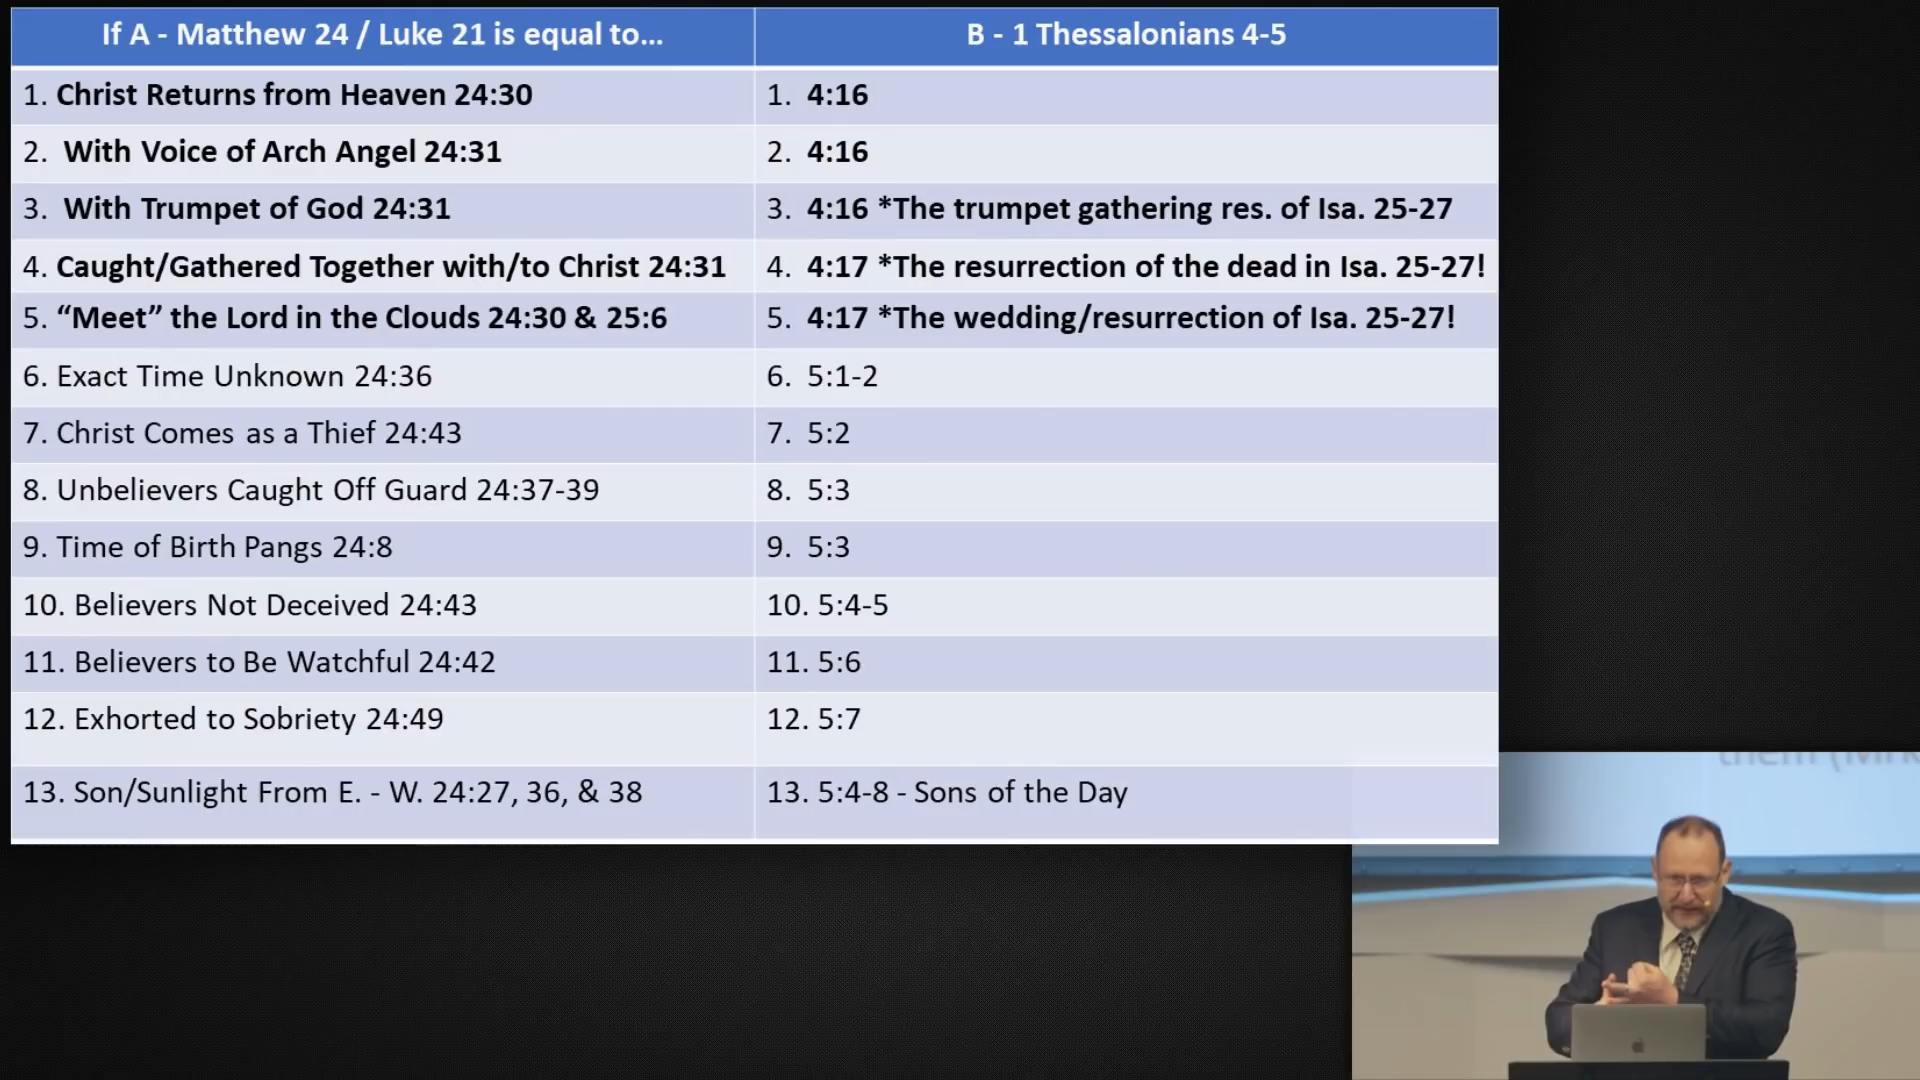 If A - Matthew 24 / Luke 21 is equal to... B - 1 Thessalonians 4-5
1. Christ Returns from Heaven 24:30 1. 4:16
2. With Voice of Arch Angel 24:31 2. 4:16
3. With Trumpet of God 24:31 3. 4:16 *The trumpet gathering res. of Isa. 25-27
4. Caught/Gathered Together with/to Christ 24:31 4. 4:17 *The resurrection of the dead in Isa. 25-27!
5. “Meet” the Lord in the Clouds 24:30 & 25:6 5. 4:17 *The wedding/resurrection of Isa. 25-27!
6. Exact Time Unknown 24:36 6. 5:1-2
7. Christ Comes as a Thief 24:43 7. 5:2
8. Unbelievers Caught Off Guard 24:37-39 8. 5:3
9. Time of Birth Pangs 24:8 9. 5:3
10. Believers Not Deceived 24:43 10. 5:4-5
11. Believers to Be Watchful 24:42 11. 5:6
12. Exhorted to Sobriety 24:49 12. 5:7
13. Son/Sunlight From E. - W. 24:27, 36, & 38 13. 5:4-8 - Sons of the Day
them